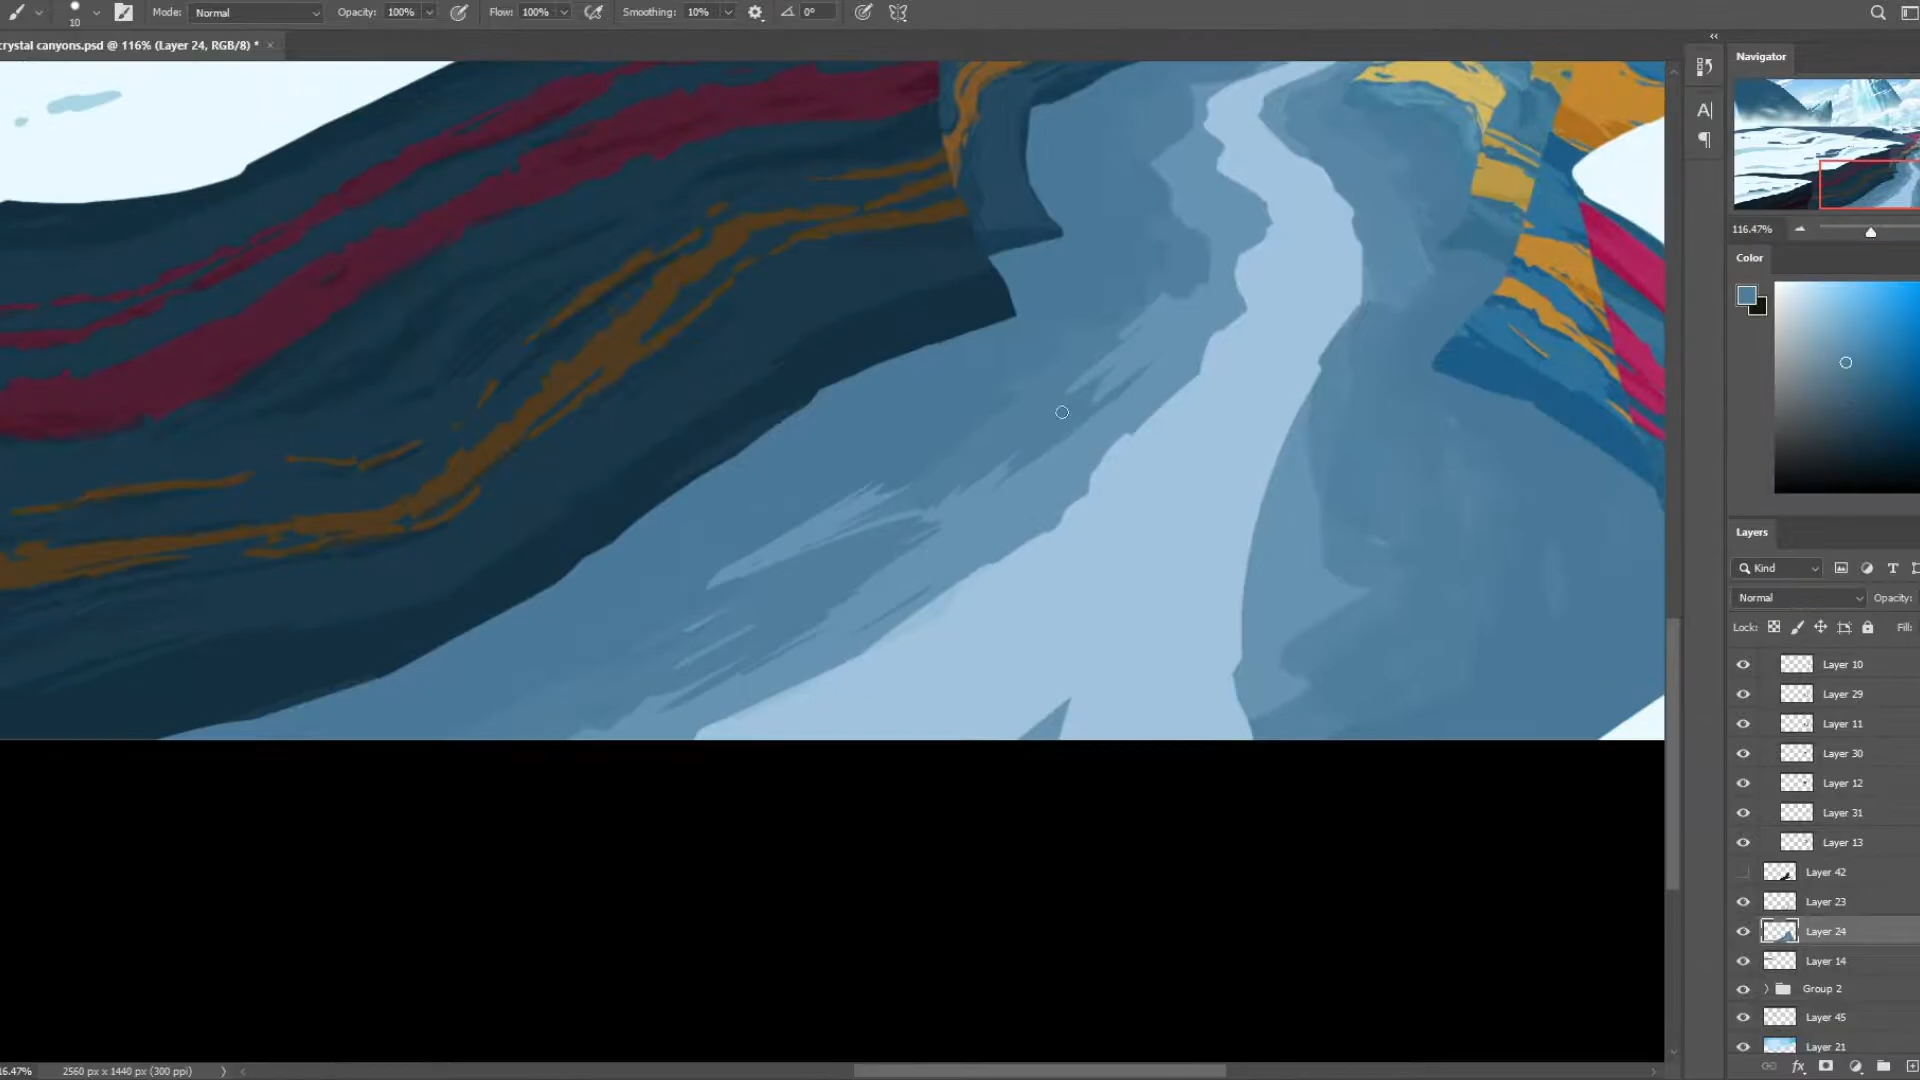 Mode: Normal Opacity: 100% Flow: 100% Smoothing: 10% 0°
10
crystal canyons.psd @ 116% (Layer 24, RGB/8) * ×
Navigator
116.47%
Color
Layers
Kind
Normal Opacity:
Lock: Fill:
Layer 10
Layer 29
Layer 11
Layer 30
Layer 12
Layer 31
Layer 13
Layer 42
Layer 23
Layer 24
Layer 14
Group 2
Layer 45
Layer 21
16.47% 2560 px x 1440 px (300 ppi)